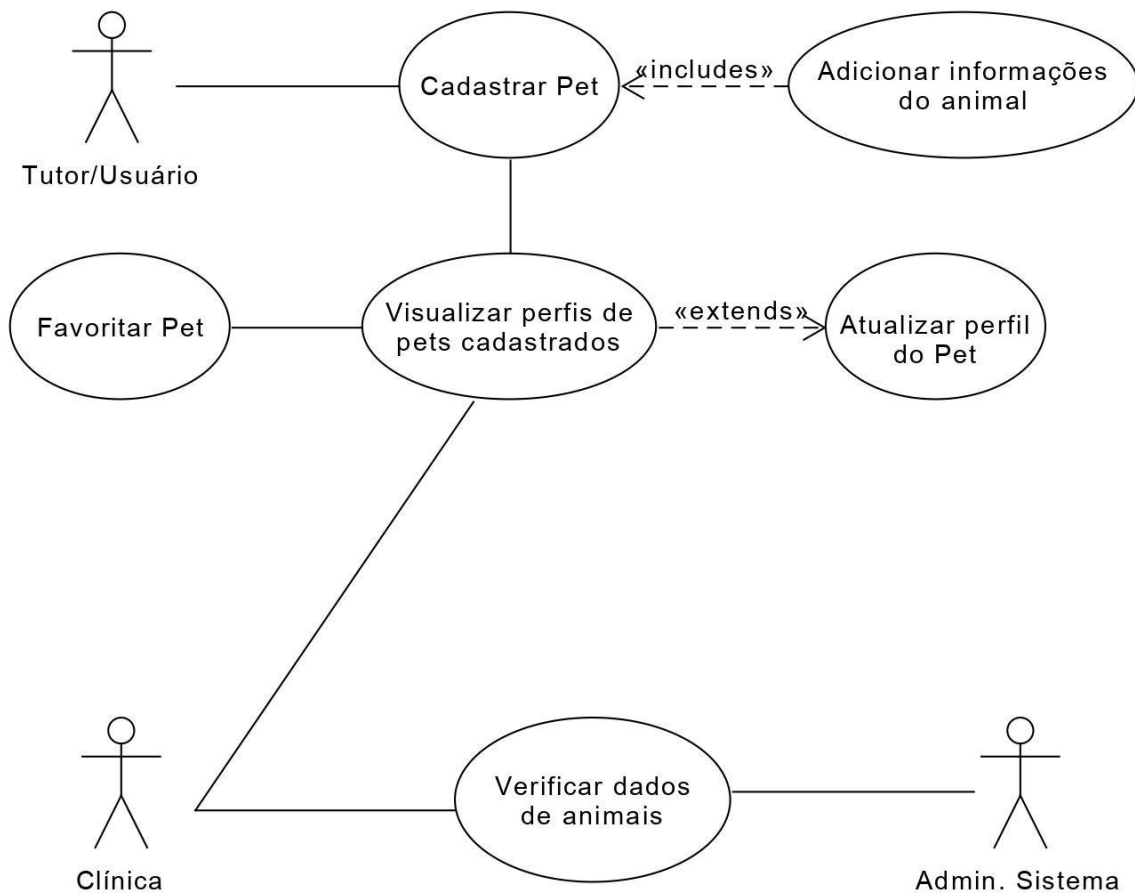 Cadastrar Pet
«includes»
Adicionar informações
do animal
Tutor/Usuário
Favoritar Pet
Visualizar perfis de
pets cadastrados
«extends»
Atualizar perfil
do Pet
Verificar dados
de animais
Clínica
Admin. Sistema